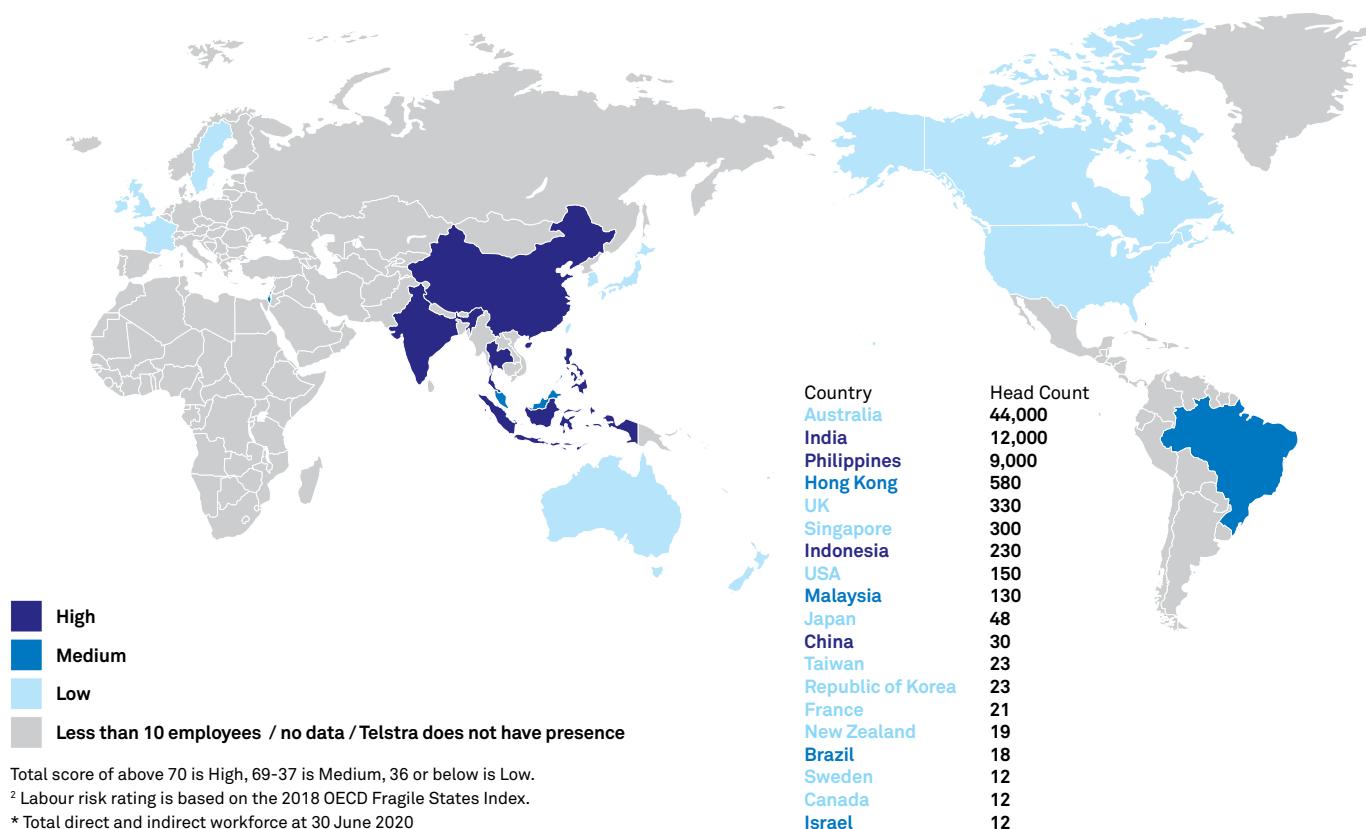 Country Head Count
Australia 44,000
India 12,000
Philippines 9,000
Hong Kong 580
UK 330
Singapore 300
Indonesia 230
USA 150
Malaysia 130
Japan 48
China 30
Taiwan 23
Republic of Korea 23
France 21
New Zealand 19
Brazil 18
Sweden 12
Canada 12
Israel 12
High
Medium
Low
Less than 10 employees / no data / Telstra does not have presence
Total score of above 70 is High, 69-37 is Medium, 36 or below is Low.
2 Labour risk rating is based on the 2018 OECD Fragile States Index.
* Total direct and indirect workforce at 30 June 2020